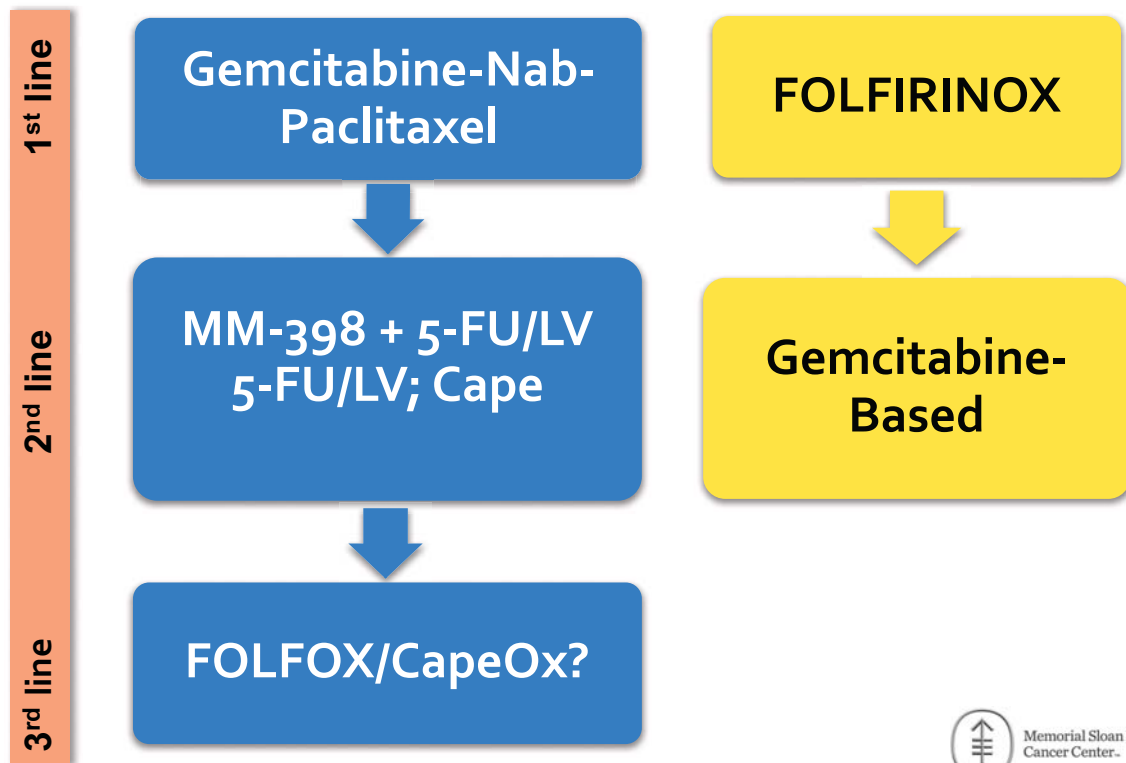 1st line
Gemcitabine-Nab-
Paclitaxel
FOLFIRINOX
2nd line
MM-398 + 5-FU/LV
5-FU/LV; Cape
Gemcitabine-
Based
3rd line
FOLFOX/CapeOx?
Memorial Sloan
Cancer Center™